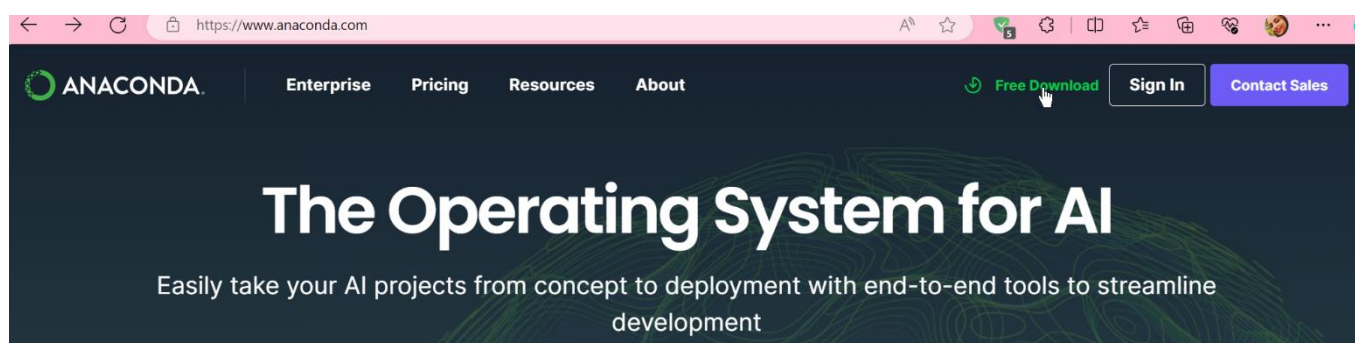 https://www.anaconda.com
5
ANACONDA.
Enterprise Pricing Resources About Free Download Sign In Contact Sales
The Operating System for AI
Easily take your AI projects from concept to deployment with end-to-end tools to streamline
development